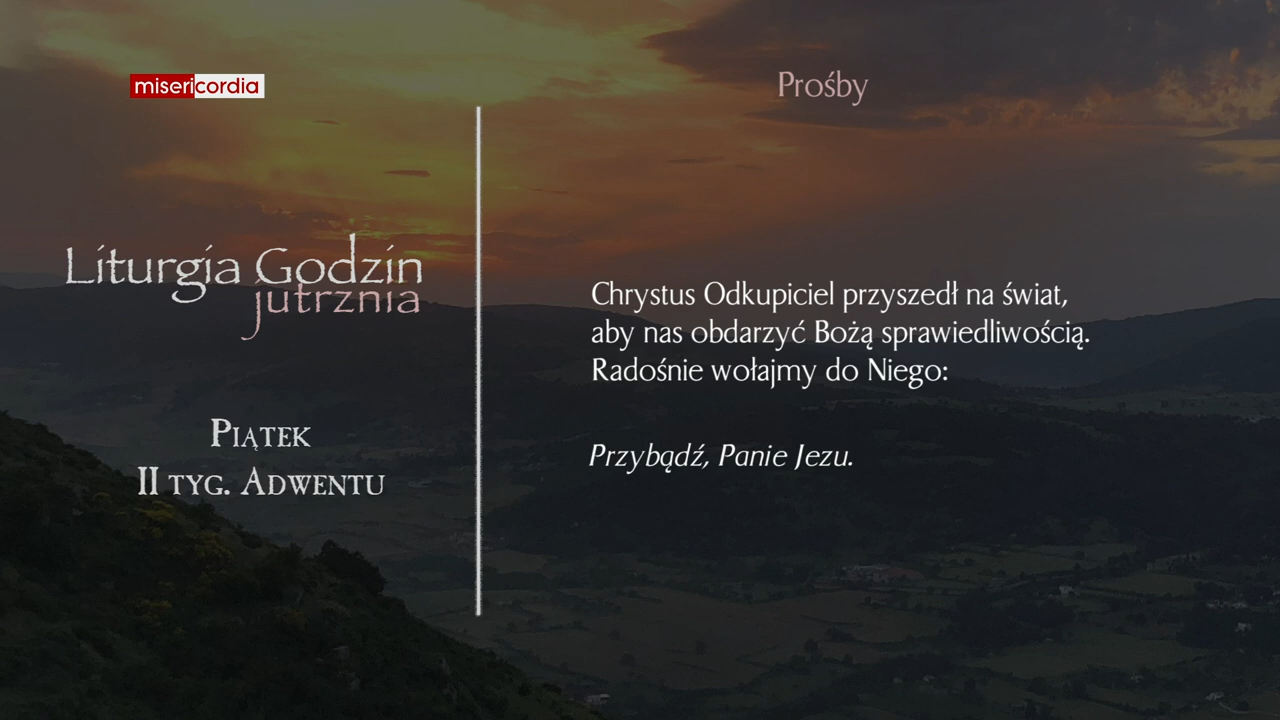 misericordia
Liturgia Godzin
jutrznia
Piątek
II tyg. Adwentu
Prośby
Chrystus Odkupiciel przyszedł na świat,
aby nas obdarzyć Bożą sprawiedliwością.
Radośnie wołajmy do Niego:
Przybądź, Panie Jezu.